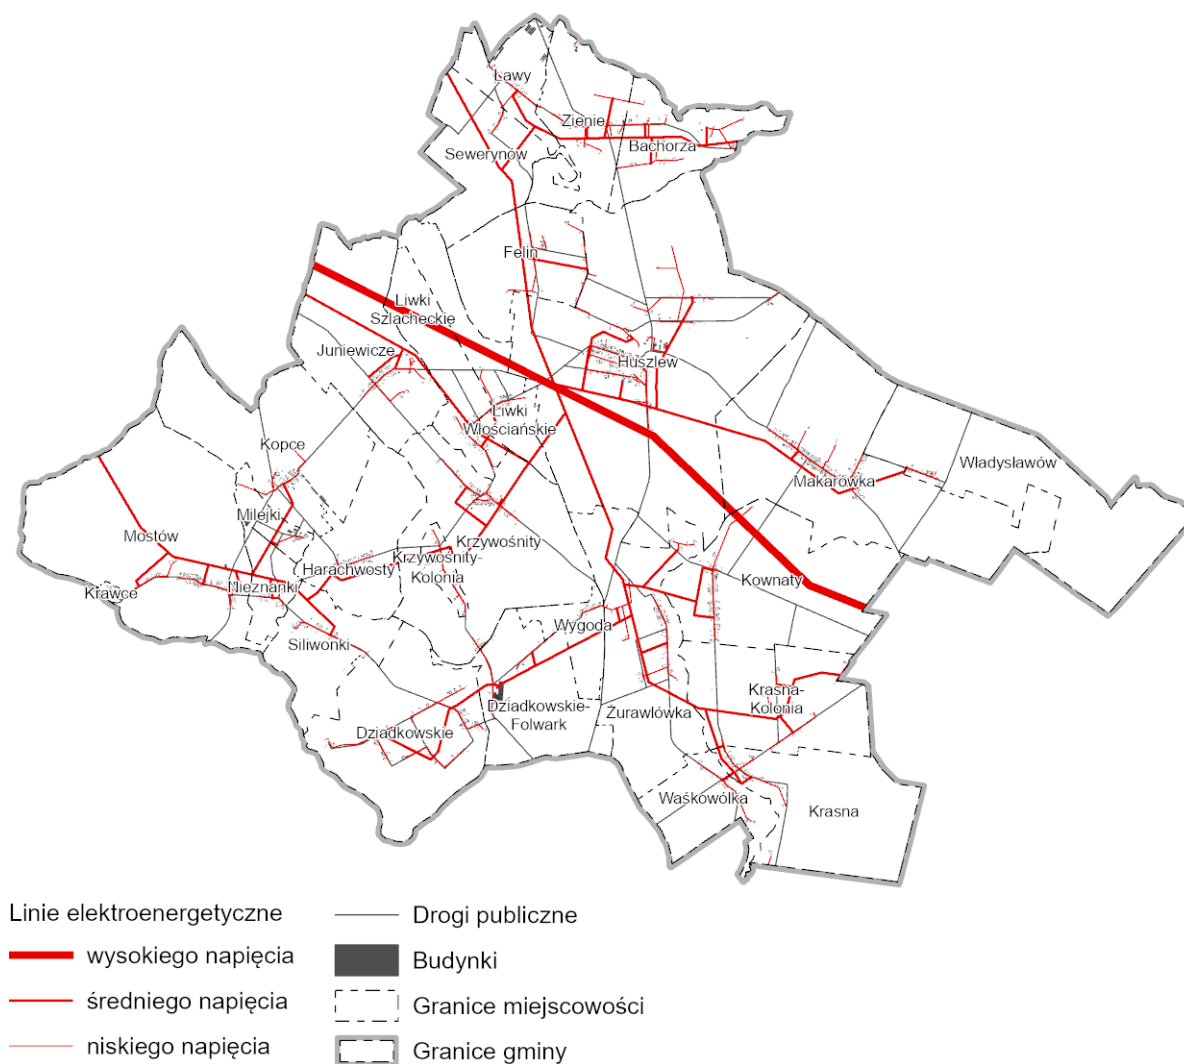 Ławy
Zienie
Bachorza
Sewerynów
Felin
Liwki
Szlacheckie
Juniewicze
Huszlew
Liwki
Włościańskie
Kopce
Władysławów
Makarówka
Milejki
Mostów
Krzywośnity
Krzywośnity-
Kolonia
Harachwosty
Nieznanki
Krawce
Kownaty
Siliwonki
Wygoda
Krasna-
Kolonia
Dziadkowskie-
Folwark
Żurawlówka
Dziadkowskie
Waśkowólka
Krasna
Linie elektroenergetyczne
wysokiego napięcia
średniego napięcia
niskiego napięcia
Drogi publiczne
Budynki
Granice miejscowości
Granice gminy